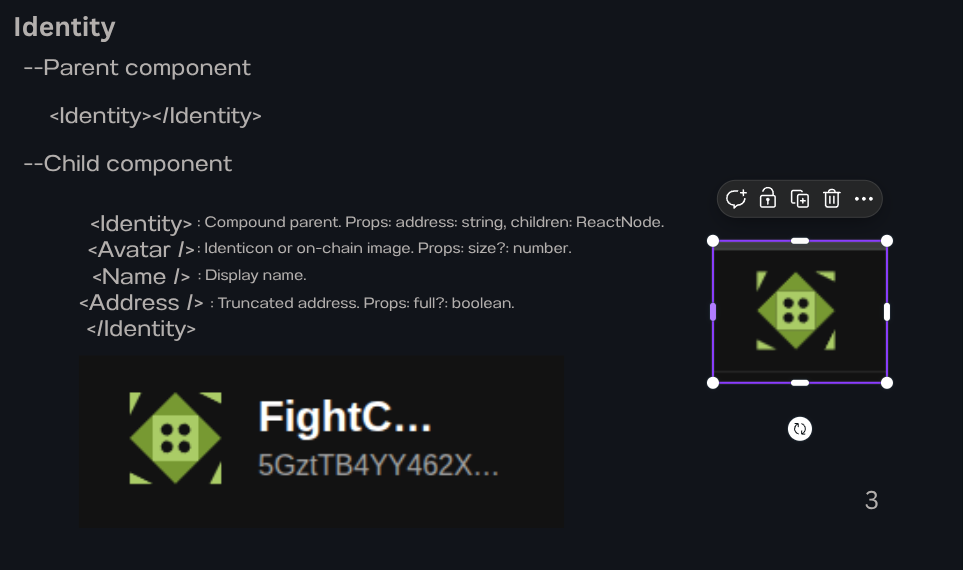 Identity
--Parent component
<Identity></Identity>
--Child component
<Identity> : Compound parent. Props: address: string, children: ReactNode.
<Avatar /> : Identicon or on-chain image. Props: size?: number.
<Name /> : Display name.
<Address /> : Truncated address. Props: full?: boolean.
</Identity>
FightC...
5GztTB4YY462X...
3